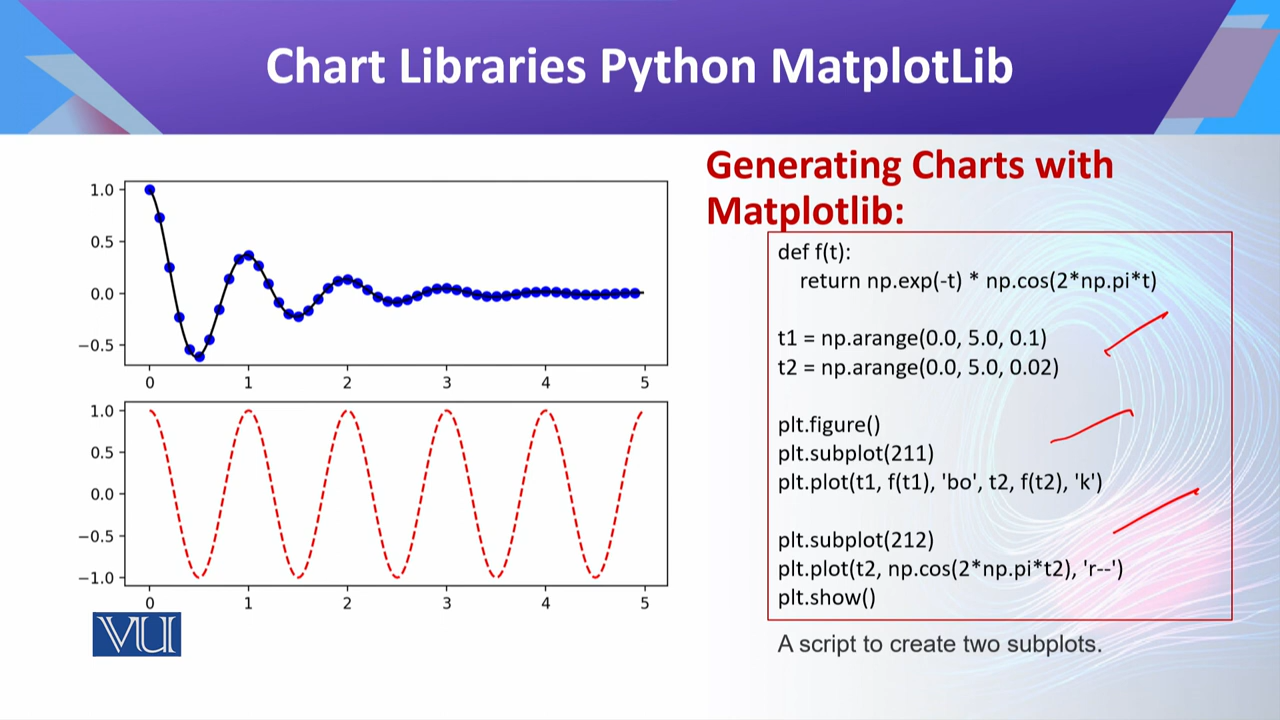 Chart Libraries Python MatplotLib
Generating Charts with
Matplotlib:
1.0
0.5
0.0
−0.5
0 1 2 3 4 5
1.0
0.5
0.0
−0.5
−1.0
0 1 2 3 4 5
VU
def f(t):
return np.exp(-t) * np.cos(2*np.pi*t)
t1 = np.arange(0.0, 5.0, 0.1)
t2 = np.arange(0.0, 5.0, 0.02)
plt.figure()
plt.subplot(211)
plt.plot(t1, f(t1), 'bo', t2, f(t2), 'k')
plt.subplot(212)
plt.plot(t2, np.cos(2*np.pi*t2), 'r--')
plt.show()
A script to create two subplots.